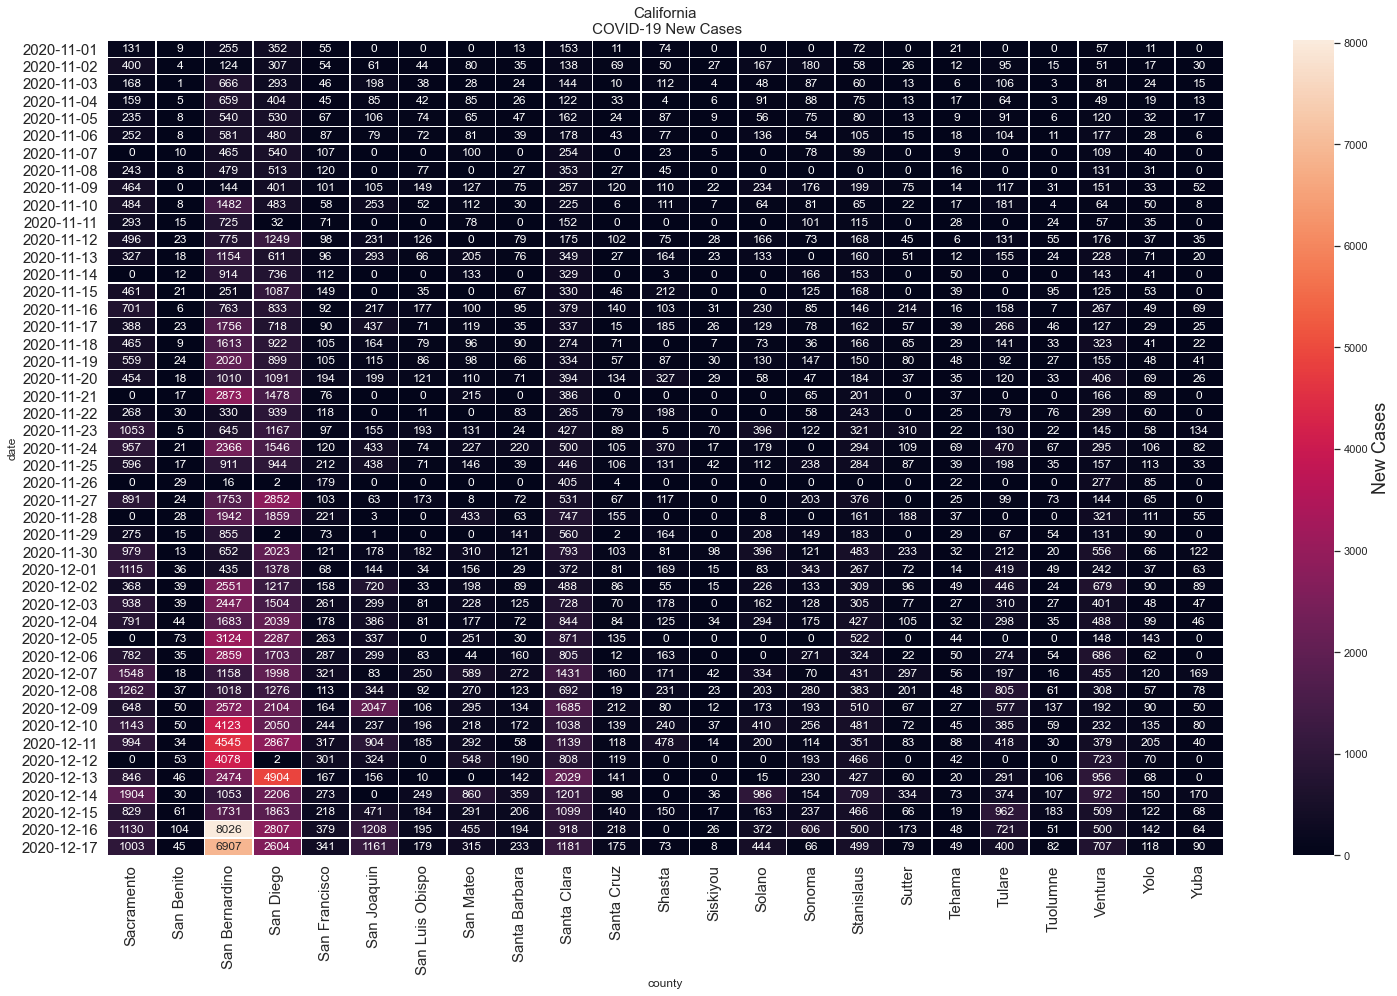 California
COVID-19 New Cases
2020-11-01 131 9 255 352 55 0 0 0 13 153 11 74 0 0 0 72 0 21 0 0 57 11 0
2020-11-02 400 4 124 307 54 61 44 80 35 138 69 50 27 167 180 58 26 12 95 15 51 17 30
2020-11-03 168 1 666 293 46 198 38 28 24 144 10 112 4 48 87 60 13 6 106 3 81 24 15
2020-11-04 159 5 659 404 45 85 42 85 26 122 33 4 6 91 88 75 13 17 64 3 49 19 13
2020-11-05 235 8 540 530 67 106 74 65 47 162 24 87 9 56 75 80 13 9 91 6 120 32 17
2020-11-06 252 8 581 480 87 79 72 81 39 178 43 77 0 136 54 105 15 18 104 11 177 28 6
2020-11-07 0 10 465 540 107 0 0 100 0 254 0 23 5 0 78 99 0 9 0 0 109 40 0
2020-11-08 243 8 479 513 120 0 77 0 27 353 27 45 0 0 0 0 0 16 0 0 131 31 0
2020-11-09 464 0 144 401 101 105 149 127 75 257 120 110 22 234 176 199 75 14 117 31 151 33 52
2020-11-10 484 8 1482 483 58 253 52 112 30 225 6 111 7 64 81 65 22 17 181 4 64 50 8
2020-11-11 293 15 725 32 71 0 0 78 0 152 0 0 0 0 101 115 0 28 0 24 57 35 0
2020-11-12 496 23 775 1249 98 231 126 0 79 175 102 75 28 166 73 168 45 6 131 55 176 37 35
2020-11-13 327 18 1154 611 96 293 66 205 76 349 27 164 23 133 0 160 51 12 155 24 228 71 20
2020-11-14 0 12 914 736 112 0 0 133 0 329 0 3 0 0 166 153 0 50 0 0 143 41 0
2020-11-15 461 21 251 1087 149 0 35 0 67 330 46 212 0 0 125 168 0 39 0 95 125 53 0
2020-11-16 701 6 763 833 92 217 177 100 95 379 140 103 31 230 85 146 214 16 158 7 267 49 69
2020-11-17 388 23 1756 718 90 437 71 119 35 337 15 185 26 129 78 162 57 39 266 46 127 29 25
2020-11-18 465 9 1613 922 105 164 79 96 90 274 71 0 7 73 36 166 65 29 141 33 323 41 22
2020-11-19 559 24 2020 899 105 115 86 98 66 334 57 87 30 130 147 150 80 48 92 27 155 48 41
2020-11-20 454 18 1010 1091 194 199 121 110 71 394 134 327 29 58 47 184 37 35 120 33 406 69 26
2020-11-21 0 17 2873 1478 76 0 0 215 0 386 0 0 0 0 65 201 0 37 0 0 166 89 0
2020-11-22 268 30 330 939 118 0 11 0 83 265 79 198 0 0 58 243 0 25 79 76 299 60 0
2020-11-23 1053 5 645 1167 97 155 193 131 24 427 89 5 70 396 122 321 310 22 130 22 145 58 134
2020-11-24 957 21 2366 1546 120 433 74 227 220 500 105 370 17 179 0 294 109 69 470 67 295 106 82
2020-11-25 596 17 911 944 212 438 71 146 39 446 106 131 42 112 238 284 87 39 198 35 157 113 33
2020-11-26 0 29 16 2 179 0 0 0 0 405 4 0 0 0 0 0 0 22 0 0 277 85 0
2020-11-27 891 24 1753 2852 103 63 173 8 72 531 67 117 0 0 203 376 0 25 99 73 144 65 0
2020-11-28 0 28 1942 1859 221 3 0 433 63 747 155 0 0 8 0 161 188 37 0 0 321 111 55
2020-11-29 275 15 855 2 73 1 0 0 141 560 2 164 0 208 149 183 0 29 67 54 131 90 0
2020-11-30 979 13 652 2023 121 178 182 310 121 793 103 81 98 396 121 483 233 32 212 20 556 66 122
2020-12-01 1115 36 435 1378 68 144 34 156 29 372 81 169 15 83 343 267 72 14 419 49 242 37 63
2020-12-02 368 39 2551 1217 158 720 33 198 89 488 86 55 15 226 133 309 96 49 446 24 679 90 89
2020-12-03 938 39 2447 1504 261 299 81 228 125 728 70 178 0 162 128 305 77 27 310 27 401 48 47
2020-12-04 791 44 1683 2039 178 386 81 177 72 844 84 125 34 294 175 427 105 32 298 35 488 99 46
2020-12-05 0 73 3124 2287 263 337 0 251 30 871 135 0 0 0 0 522 0 44 0 0 148 143 0
2020-12-06 782 35 2859 1703 287 299 83 44 160 805 12 163 0 0 271 324 22 50 274 54 686 62 0
2020-12-07 1548 18 1158 1998 321 83 250 589 272 1431 160 171 42 334 70 431 297 56 197 16 455 120 169
2020-12-08 1262 37 1018 1276 113 344 92 270 123 692 19 231 23 203 280 383 201 48 805 61 308 57 78
2020-12-09 648 50 2572 2104 164 2047 106 295 134 1685 212 80 12 173 193 510 67 27 577 137 192 90 50
2020-12-10 1143 50 4123 2050 244 237 196 218 172 1038 139 240 37 410 256 481 72 45 385 59 232 135 80
2020-12-11 994 34 4545 2867 317 904 185 292 58 1139 118 478 14 200 114 351 83 88 418 30 379 205 40
2020-12-12 0 53 4078 2 301 324 0 548 190 808 119 0 0 0 193 466 0 42 0 0 723 70 0
2020-12-13 846 46 2474 4904 167 156 10 0 142 2029 141 0 0 15 230 427 60 20 291 106 956 68 0
2020-12-14 1904 30 1053 2206 273 0 249 860 359 1201 98 0 36 986 154 709 334 73 374 107 972 150 170
2020-12-15 829 61 1731 1863 218 471 184 291 206 1099 140 150 17 163 237 466 66 19 962 183 509 122 68
2020-12-16 1130 104 8026 2807 379 1208 195 455 194 918 218 0 26 372 606 500 173 48 721 51 500 142 64
2020-12-17 1003 45 6907 2604 341 1161 179 315 233 1181 175 73 8 444 66 499 79 49 400 82 707 118 90
Sacramento San Benito San Bernardino San Diego San Francisco San Joaquin San Luis Obispo San Mateo Santa Barbara Santa Clara Santa Cruz Shasta Siskiyou Solano Sonoma Stanislaus Sutter Tehama Tulare Tuolumne Ventura Yolo Yuba
county
date
8000
7000
6000
5000
4000
3000
2000
1000
0
New Cases